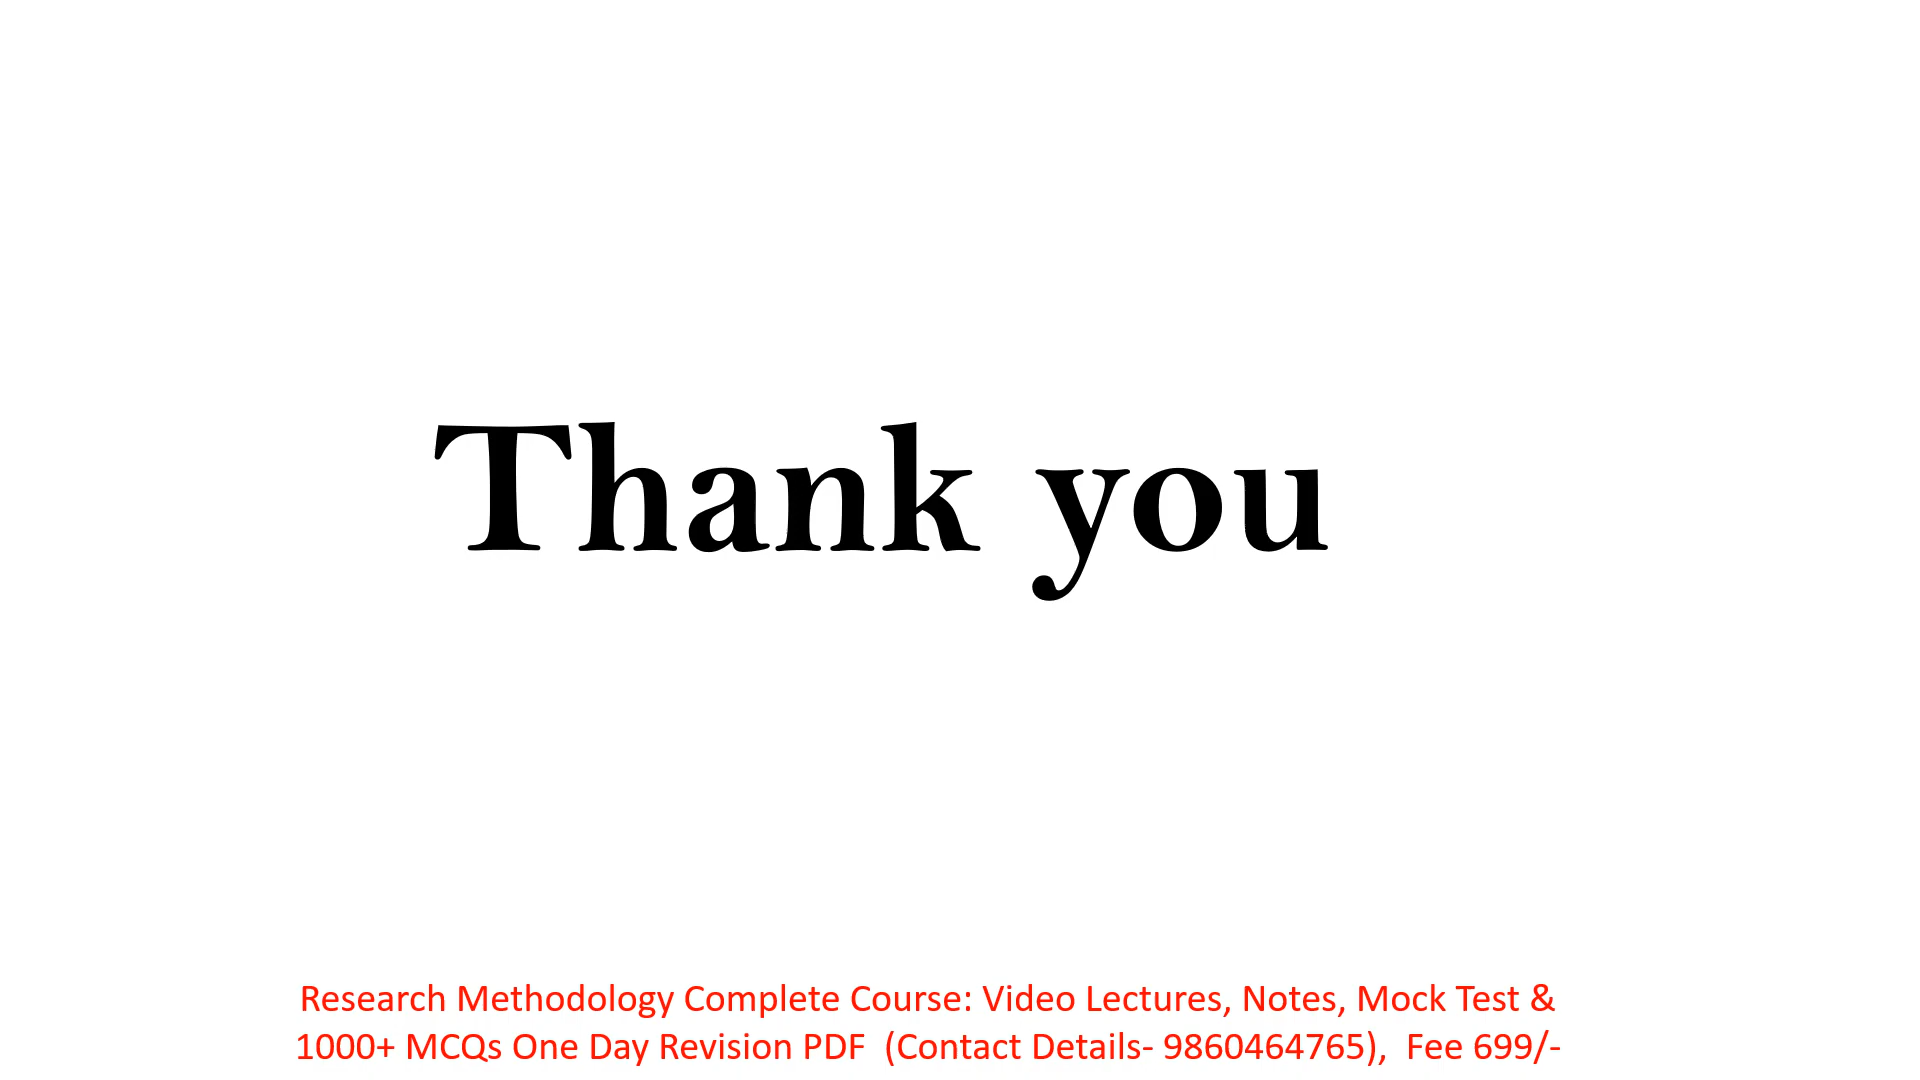 Thank you
Research Methodology Complete Course: Video Lectures, Notes, Mock Test &
1000+ MCQs One Day Revision PDF  (Contact Details- 9860464765),  Fee 699/-